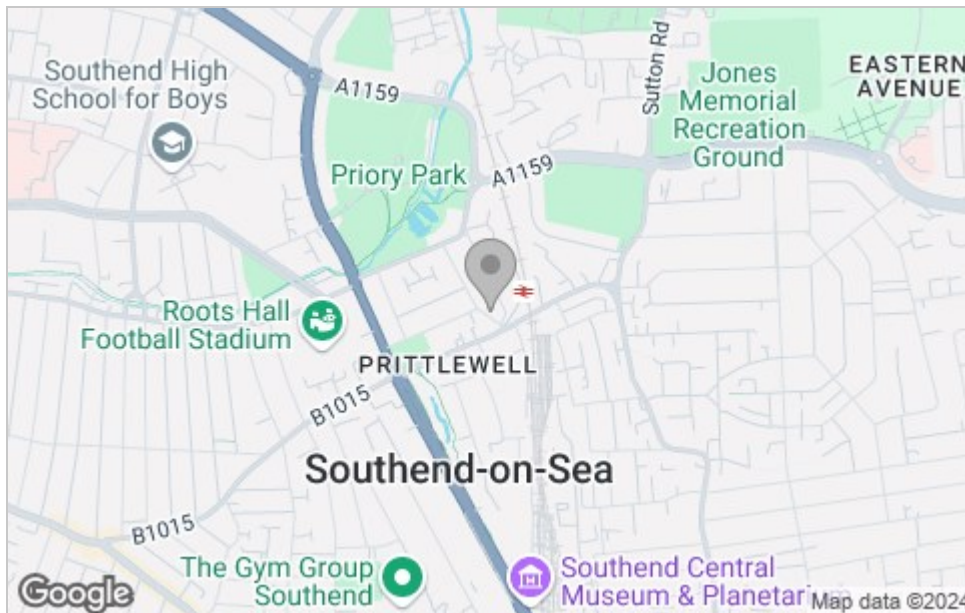 Southend High
School for Boys
A1159
Sutton Rd
Jones
Memorial
Recreation
Ground
EASTERN
AVENUE
Priory Park
A1159
Roots Hall
Football Stadium
PRITTLEWELL
B1015
Southend-on-Sea
B1015
The Gym Group
Southend
Southend Central
Museum & Planetari
Google
Map data ©2024